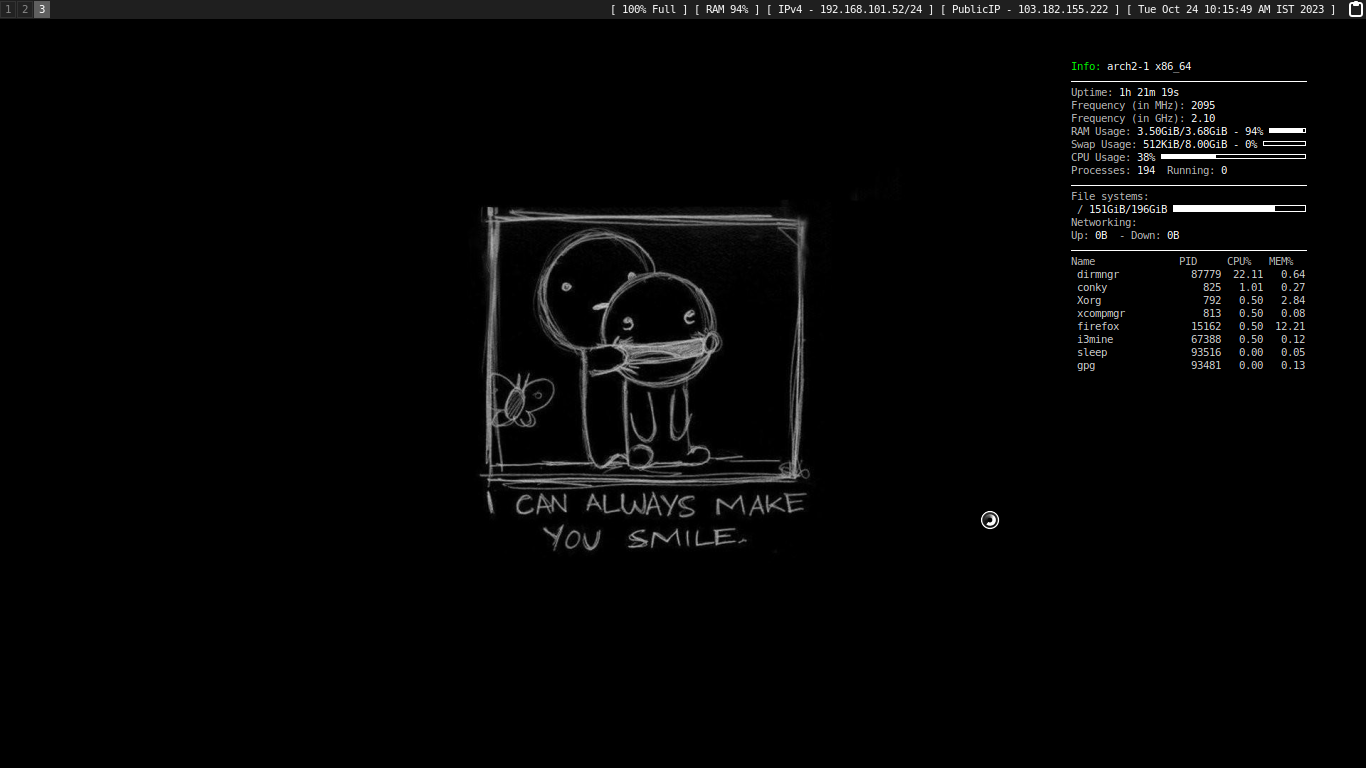 1 2 3 [ 100% Full ] [ RAM 94% ] [ IPv4 - 192.168.101.52/24 ] [ PublicIP - 103.182.155.222 ] [ Tue Oct 24 10:15:49 AM IST 2023 ]
Info: arch2-1 x86_64
Uptime: 1h 21m 19s
Frequency (in MHz): 2095
Frequency (in GHz): 2.10
RAM Usage: 3.50GiB/3.68GiB - 94%
Swap Usage: 512KiB/8.00GiB - 0%
CPU Usage: 38%
Processes: 194 Running: 0
File systems:
/ 151GiB/196GiB
Networking:
Up: 0B - Down: 0B
Name PID CPU% MEM%
dirmngr 87779 22.11 0.64
conky 825 1.01 0.27
Xorg 792 0.50 2.84
xcompmgr 813 0.50 0.08
firefox 15162 0.50 12.21
i3mine 67388 0.50 0.12
sleep 93516 0.00 0.05
gpg 93481 0.00 0.13
I CAN ALWAYS MAKE
YOU SMILE.